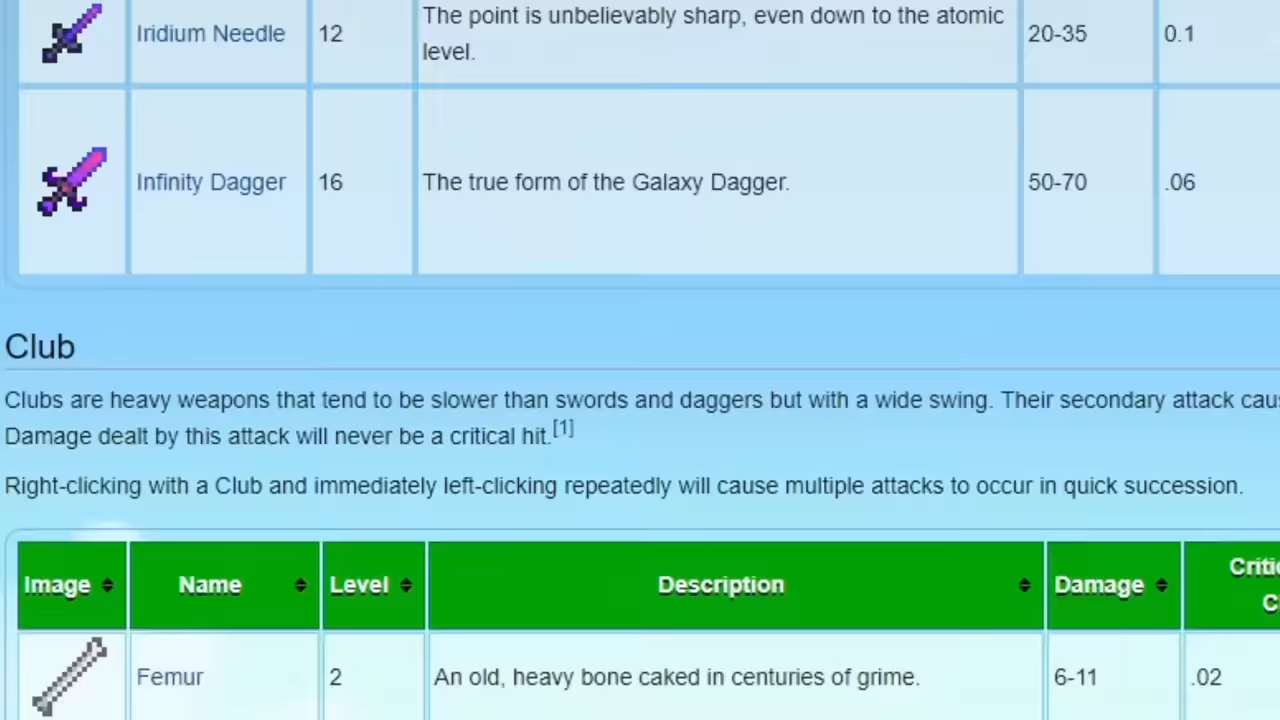 The point is unbelievably sharp, even down to the atomic
Iridium Needle 12 level. 20-35 0.1
Infinity Dagger 16 The true form of the Galaxy Dagger. 50-70 .06
Club
Clubs are heavy weapons that tend to be slower than swords and daggers but with a wide swing. Their secondary attack
Damage dealt by this attack will never be a critical hit.[1]
Right-clicking with a Club and immediately left-clicking repeatedly will cause multiple attacks to occur in quick succession.
Image Name Level Description Damage
Femur 2 An old, heavy bone caked in centuries of grime. 6-11 .02